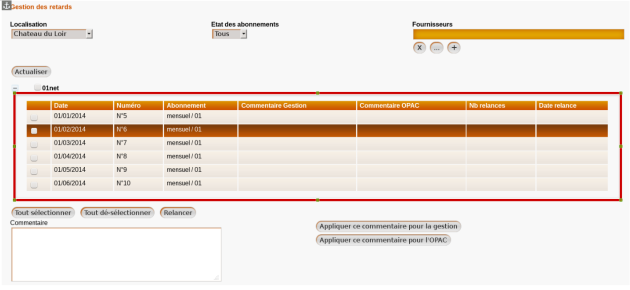 Gestion des retards
Localisation Etat des abonnements Fournisseurs
Chateau du Loir Tous
X ... +
Actualiser
01net
Date Numéro Abonnement Commentaire Gestion Commentaire OPAC Nb relances Date relance
01/01/2014 N°5 mensuel / 01
01/02/2014 N°6 mensuel / 01
01/03/2014 N°7 mensuel / 01
01/04/2014 N°8 mensuel / 01
01/05/2014 N°9 mensuel / 01
01/06/2014 N°10 mensuel / 01
Tout sélectionner Tout dé-sélectionner Relancer
Commentaire
Appliquer ce commentaire pour la gestion
Appliquer ce commentaire pour l'OPAC